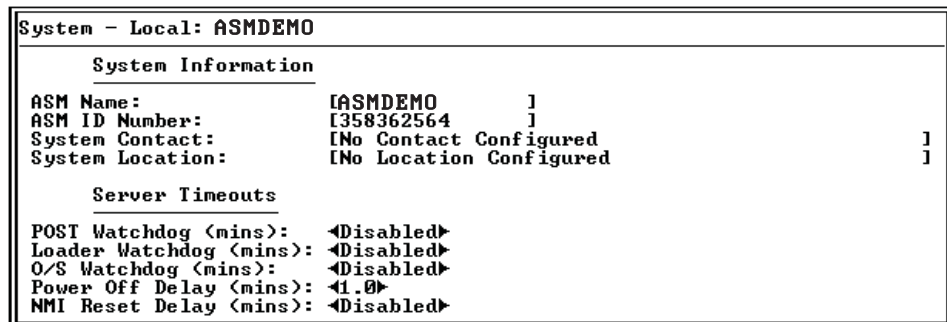 System - Local: ASMDEMO
System Information
ASM Name: [ASMDEMO ]
ASM ID Number: [358362564 ]
System Contact: [No Contact Configured ]
System Location: [No Location Configured ]
Server Timeouts
POST Watchdog (mins): ◄Disabled►
Loader Watchdog (mins): ◄Disabled►
O/S Watchdog (mins): ◄Disabled►
Power Off Delay (mins): ◄1.0►
NMI Reset Delay (mins): ◄Disabled►